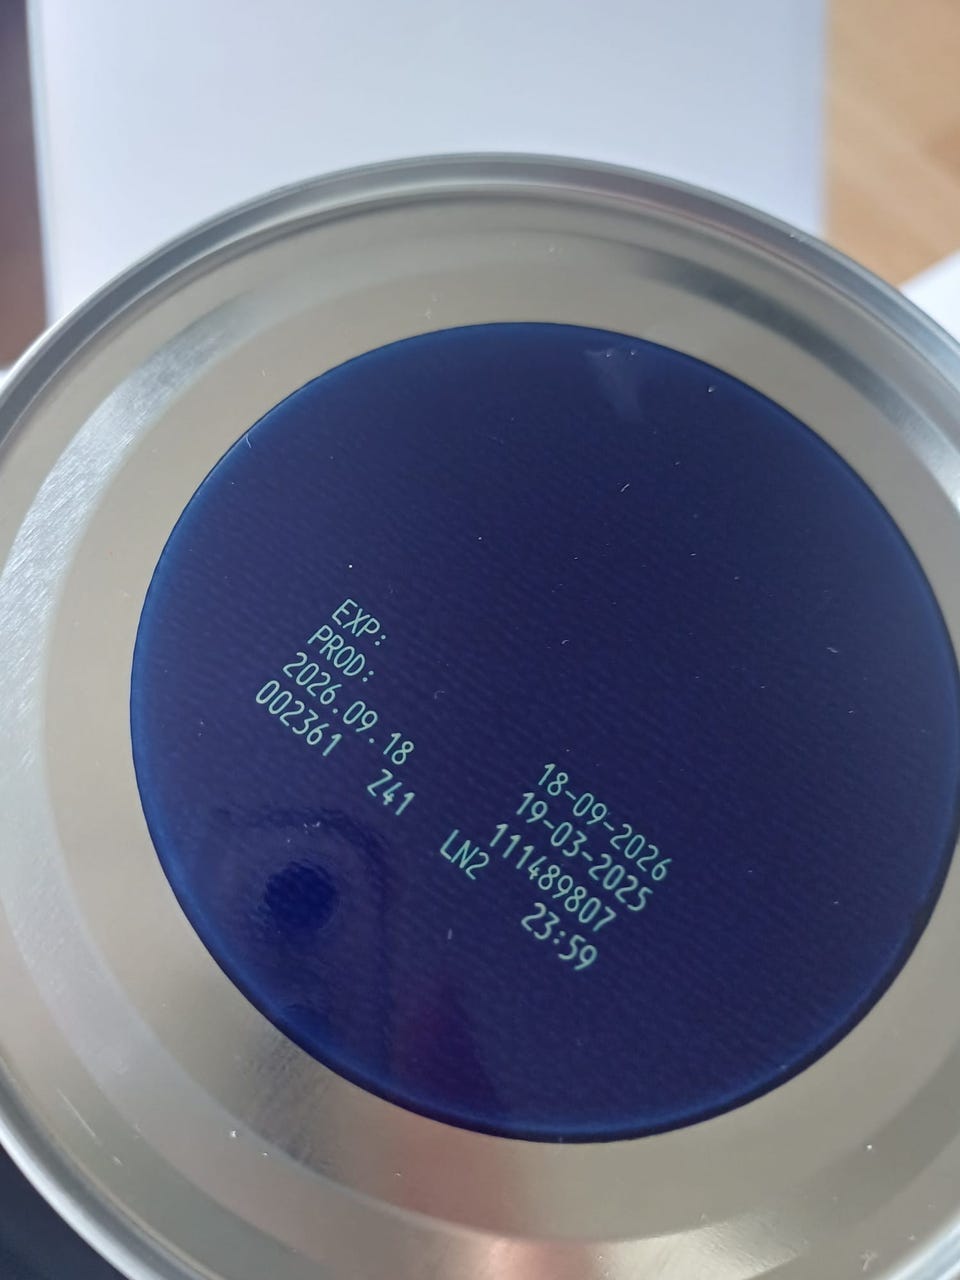 EXP: 18-09-2026
PROD: 19-03-2025
2026.09.18 111489807
002361 Z41 LN2 23:59